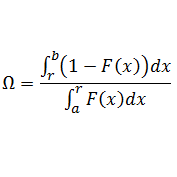 Ω = ∫_r^b (1 − F(x))dx / ∫_a^r F(x)dx